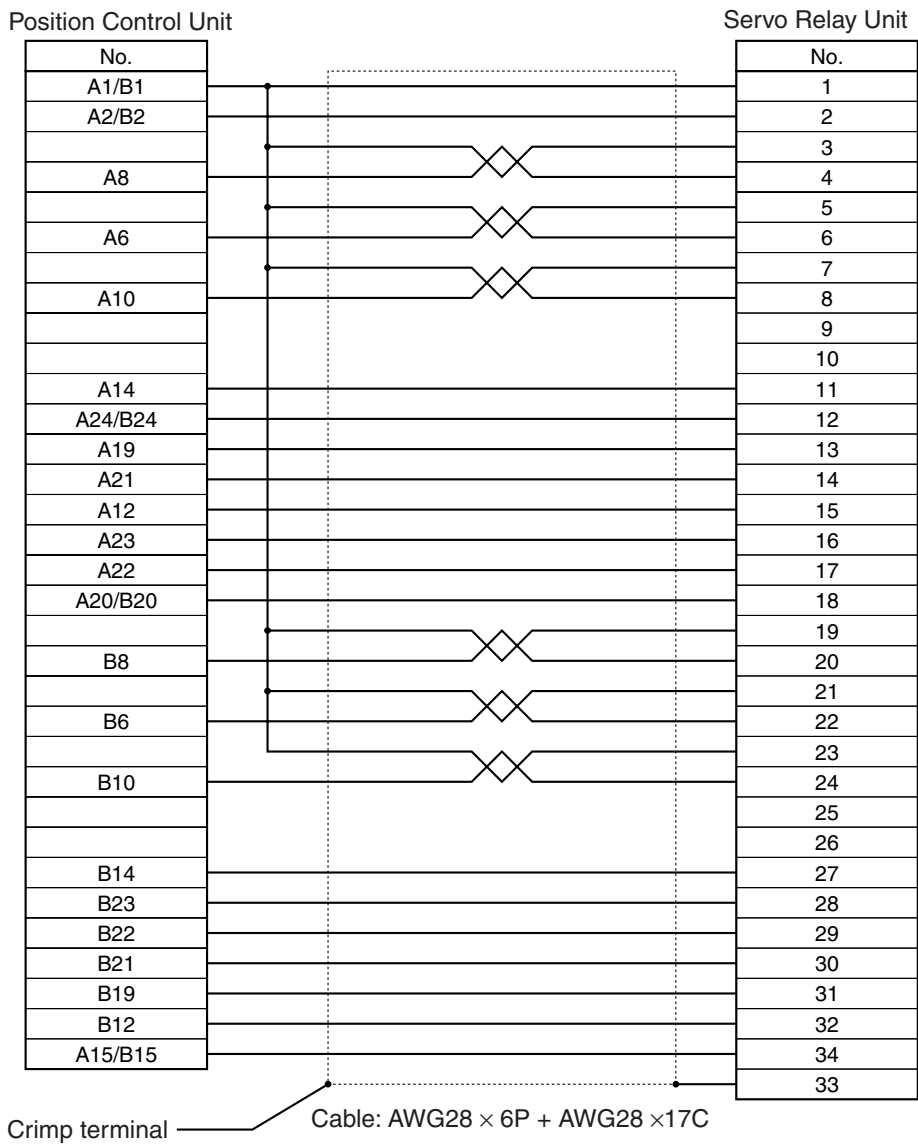 Position Control Unit Servo Relay Unit
No. No.
A1/B1 1
A2/B2 2
3
A8 4
5
A6 6
7
A10 8
9
10
A14 11
A24/B24 12
A19 13
A21 14
A12 15
A23 16
A22 17
A20/B20 18
19
B8 20
21
B6 22
23
B10 24
25
26
B14 27
B23 28
B22 29
B21 30
B19 31
B12 32
A15/B15 34
33
Crimp terminal Cable: AWG28 × 6P + AWG28 ×17C